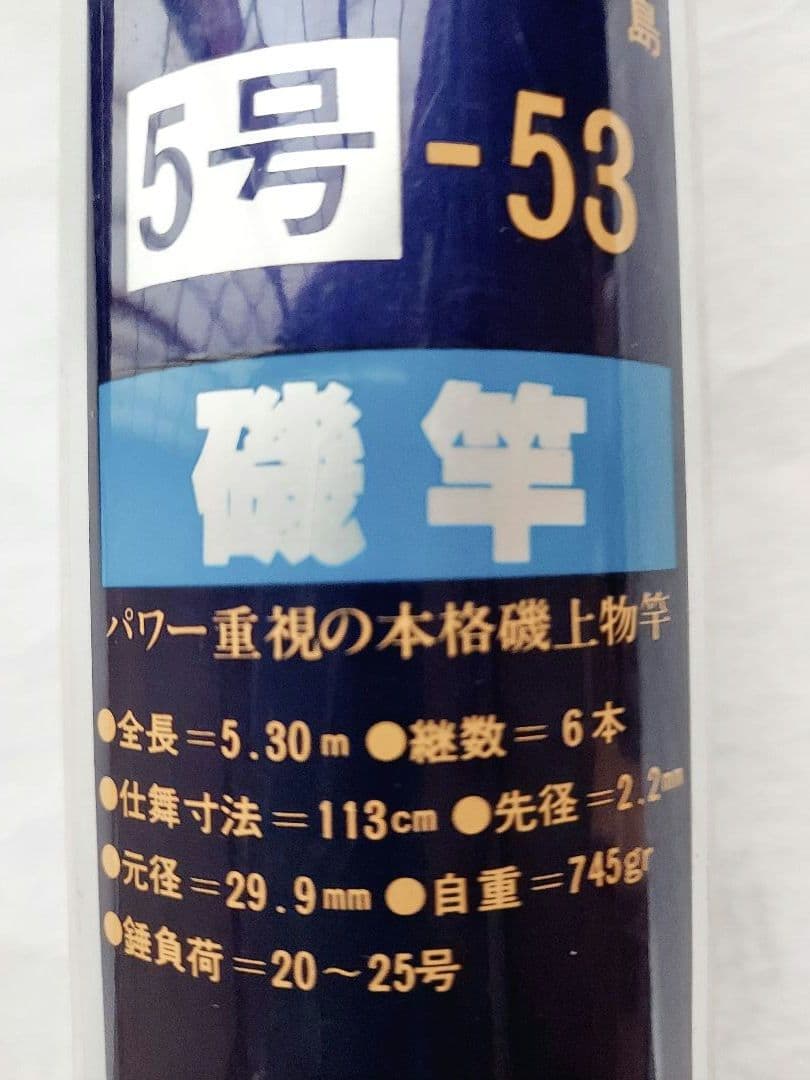 島
5号-53
磯竿
パワー重視の本格磯上物竿
●全長=5.30m ●継数=6本
●仕舞寸法=113cm ●先径=2.2mm
●元径=29.9mm ●自重=745gr
●錘負荷=20～25号